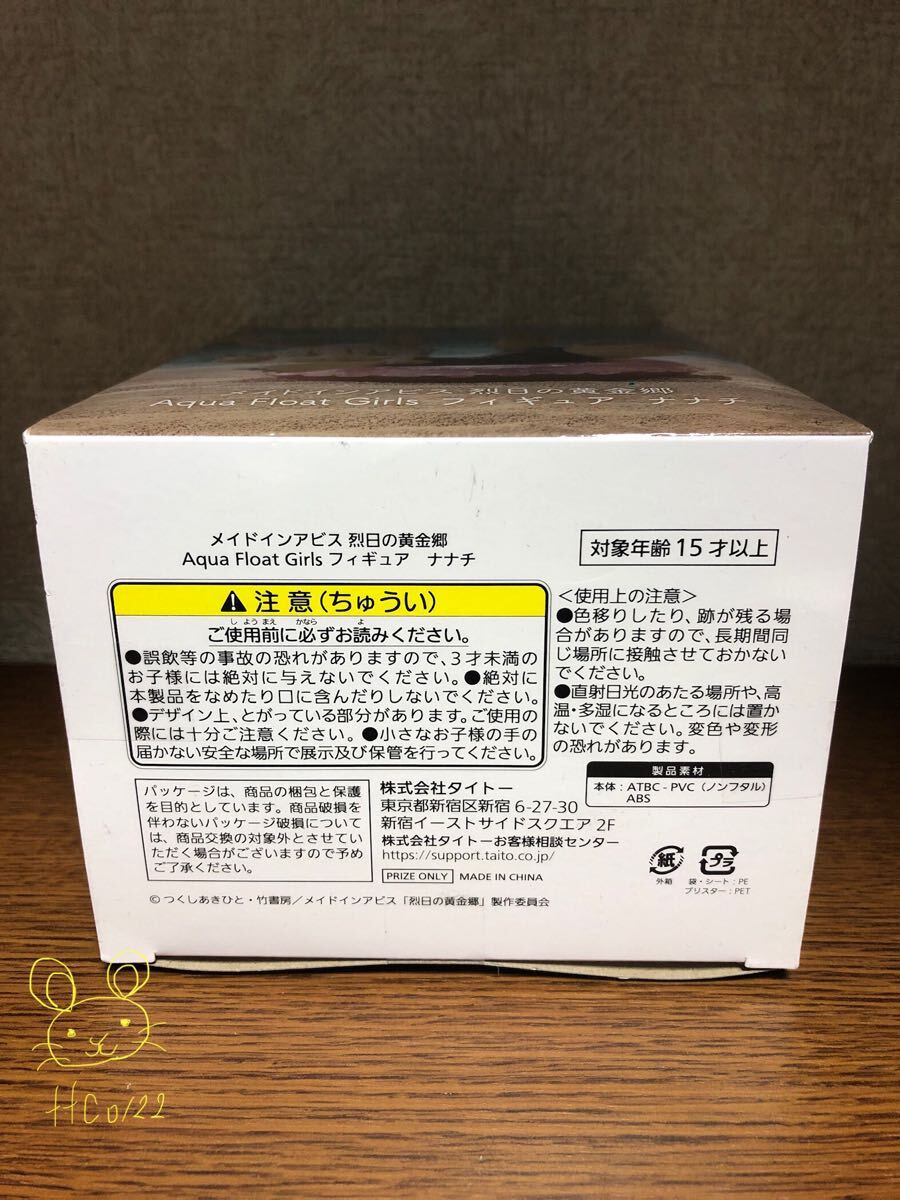 メイドインアビス 烈日の黄金郷
Aqua Float Girls フィギュア ナナチ
メイドインアビス 烈日の黄金郷
Aqua Float Girls フィギュア ナナチ
対象年齢15才以上
注意(ちゅうい)
しようまえ かなら よ
ご使用前に必ずお読みください。
●誤飲等の事故の恐れがありますので、3才未満の
お子様には絶対に与えないでください。●絶対に
本製品をなめたり口に含んだりしないでください。
●デザイン上、とがっている部分があります。ご使用の
際には十分ご注意ください。●小さなお子様の手の
届かない安全な場所で展示及び保管を行ってください。
<使用上の注意>
●色移りしたり、跡が残る場
合がありますので、長期間同
じ場所に接触させておかない
でください。
●直射日光のあたる場所や、高
温・多湿になるところには置か
ないでください。変色や変形
の恐れがあります。
製品素材
本体:ATBC-PVC(ノンフタル)
ABS
パッケージは、商品の梱包と保護
を目的としています。商品破損を
伴わないパッケージ破損について
は、商品交換の対象外とさせてい
ただく場合がございますので予め
ご了承ください。
株式会社タイトー
東京都新宿区新宿 6-27-30
新宿イーストサイドスクエア 2F
株式会社タイトーお客様相談センター
https://support.taito.co.jp/
PRIZE ONLY MADE IN CHINA
紙
外箱
プラ
袋・シート:PE
ブリスター:PET
©つくしあきひと・竹書房/メイドインアビス「烈日の黄金郷」製作委員会
HCo122